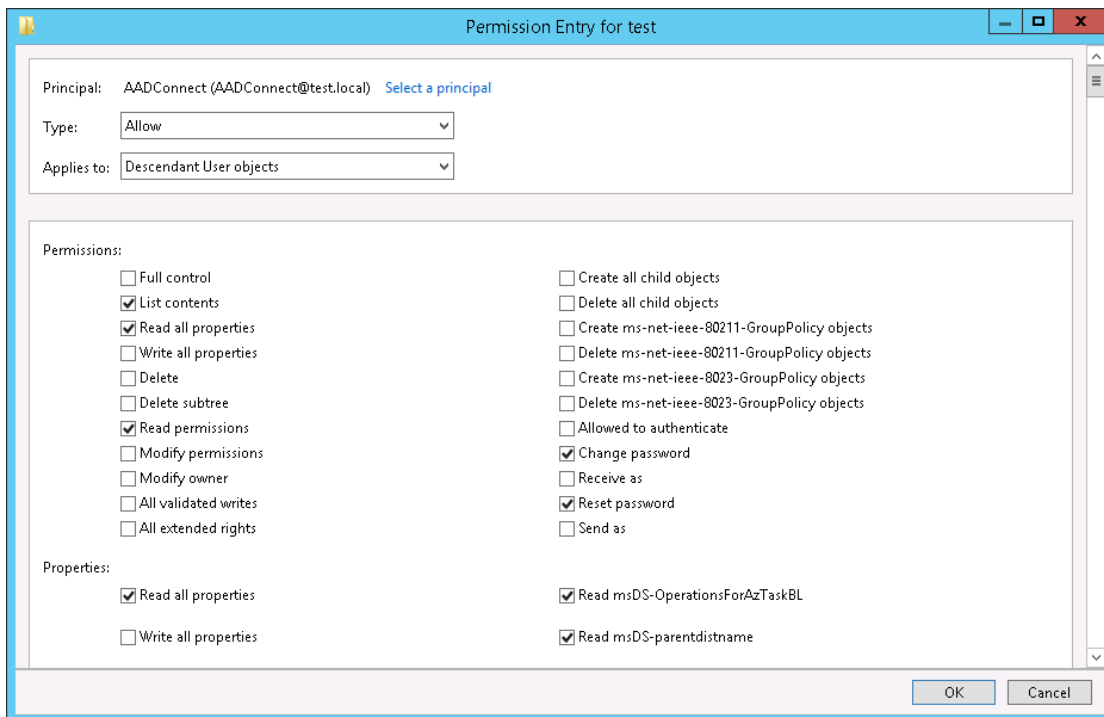 Permission Entry for test
Principal: AADConnect (AADConnect@test.local) Select a principal
Type: Allow
Applies to: Descendant User objects
Permissions:
Full control Create all child objects
List contents Delete all child objects
Read all properties Create ms-net-ieee-80211-GroupPolicy objects
Write all properties Delete ms-net-ieee-80211-GroupPolicy objects
Delete Create ms-net-ieee-8023-GroupPolicy objects
Delete subtree Delete ms-net-ieee-8023-GroupPolicy objects
Read permissions Allowed to authenticate
Modify permissions Change password
Modify owner Receive as
All validated writes Reset password
All extended rights Send as
Properties:
Read all properties Read msDS-OperationsForAzTaskBL
Write all properties Read msDS-parentdistname
OK Cancel